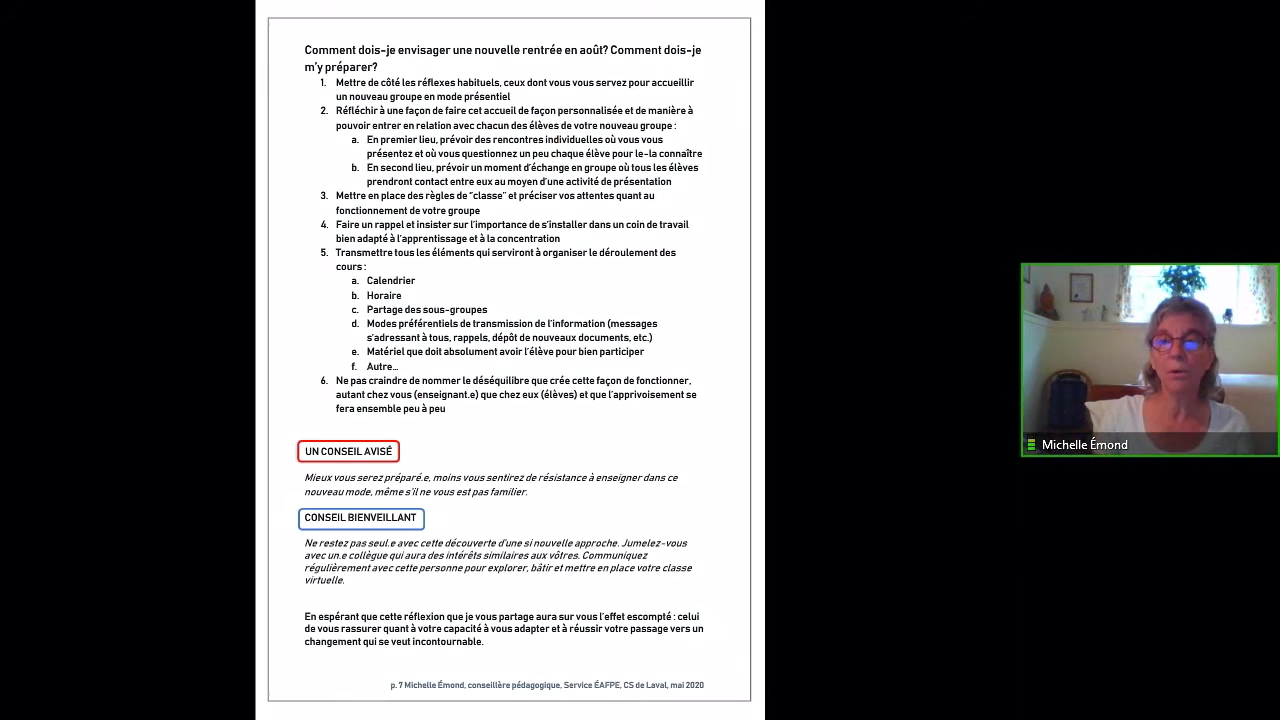 Comment dois-je envisager une nouvelle rentrée en août? Comment dois-je
m'y préparer?
1. Mettre de côté les réflexes habituels, ceux dont vous vous servez pour accueillir
un nouveau groupe en mode présentiel
2. Réfléchir à une façon de faire cet accueil de façon personnalisée et de manière à
pouvoir entrer en relation avec chacun des élèves de votre nouveau groupe :
a. En premier lieu, prévoir des rencontres individuelles où vous vous
présentez et où vous questionnez un peu chaque élève pour le-la connaître
b. En second lieu, prévoir un moment d'échange en groupe où tous les élèves
prendront contact entre eux au moyen d'une activité de présentation
3. Mettre en place des règles de "classe" et préciser vos attentes quant au
fonctionnement de votre groupe
4. Faire un rappel et insister sur l'importance de s'installer dans un coin de travail
bien adapté à l'apprentissage et à la concentration
5. Transmettre tous les éléments qui serviront à organiser le déroulement des
cours :
a. Calendrier
b. Horaire
c. Partage des sous-groupes
d. Modes préférentiels de transmission de l'information (messages
s'adressant à tous, rappels, dépôt de nouveaux documents, etc.)
e. Matériel que doit absolument avoir l'élève pour bien participer
f. Autre...
6. Ne pas craindre de nommer le déséquilibre que crée cette façon de fonctionner,
autant chez vous (enseignant.e) que chez eux (élèves) et que l'apprivoisement se
fera ensemble peu à peu
UN CONSEIL AVISÉ
Mieux vous serez préparé.e, moins vous sentirez de résistance à enseigner dans ce
nouveau mode, même s'il ne vous est pas familier.
CONSEIL BIENVEILLANT
Ne restez pas seul.e avec cette découverte d'une si nouvelle approche. Jumelez-vous
avec un.e collègue qui aura des intérêts similaires aux vôtres. Communiquez
régulièrement avec cette personne pour explorer, bâtir et mettre en place votre classe
virtuelle.
En espérant que cette réflexion que je vous partage aura sur vous l'effet escompté : celui
de vous rassurer quant à votre capacité à vous adapter et à réussir votre passage vers un
changement qui se veut incontournable.
p. 7 Michelle Émond, conseillère pédagogique, Service ÉAFPE, CS de Laval, mai 2020
Michelle Émond